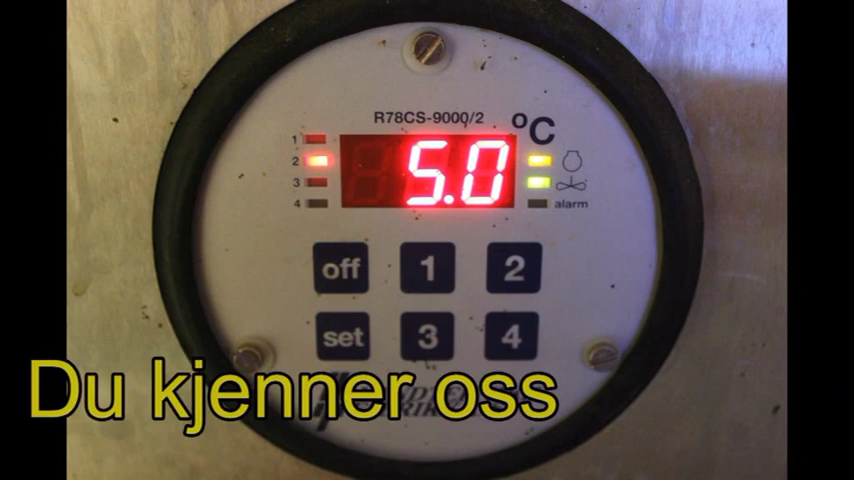 R78CS-9000/2
°C
1
2
3
4
5.0
alarm
off 1 2
set 3 4
Du kjenner oss